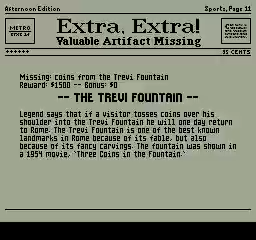 Afternoon Edition
Sports, Page 11
METRO
Extra, Extra!
Valuable Artifact Missing
35 CENTS
Missing: coins from the Trevi Fountain
Reward: $1500 -- Bonus: $0
-- THE TREVI FOUNTAIN --
Legend says that if a visitor tosses coins over his
shoulder into the Trevi Fountain he will one day return
to Rome. The Trevi Fountain is one of the best known
landmarks in Rome because of its fable, but also
because of its fancy carvings. The fountain was shown in
a 1954 movie, "Three Coins in the Fountain."